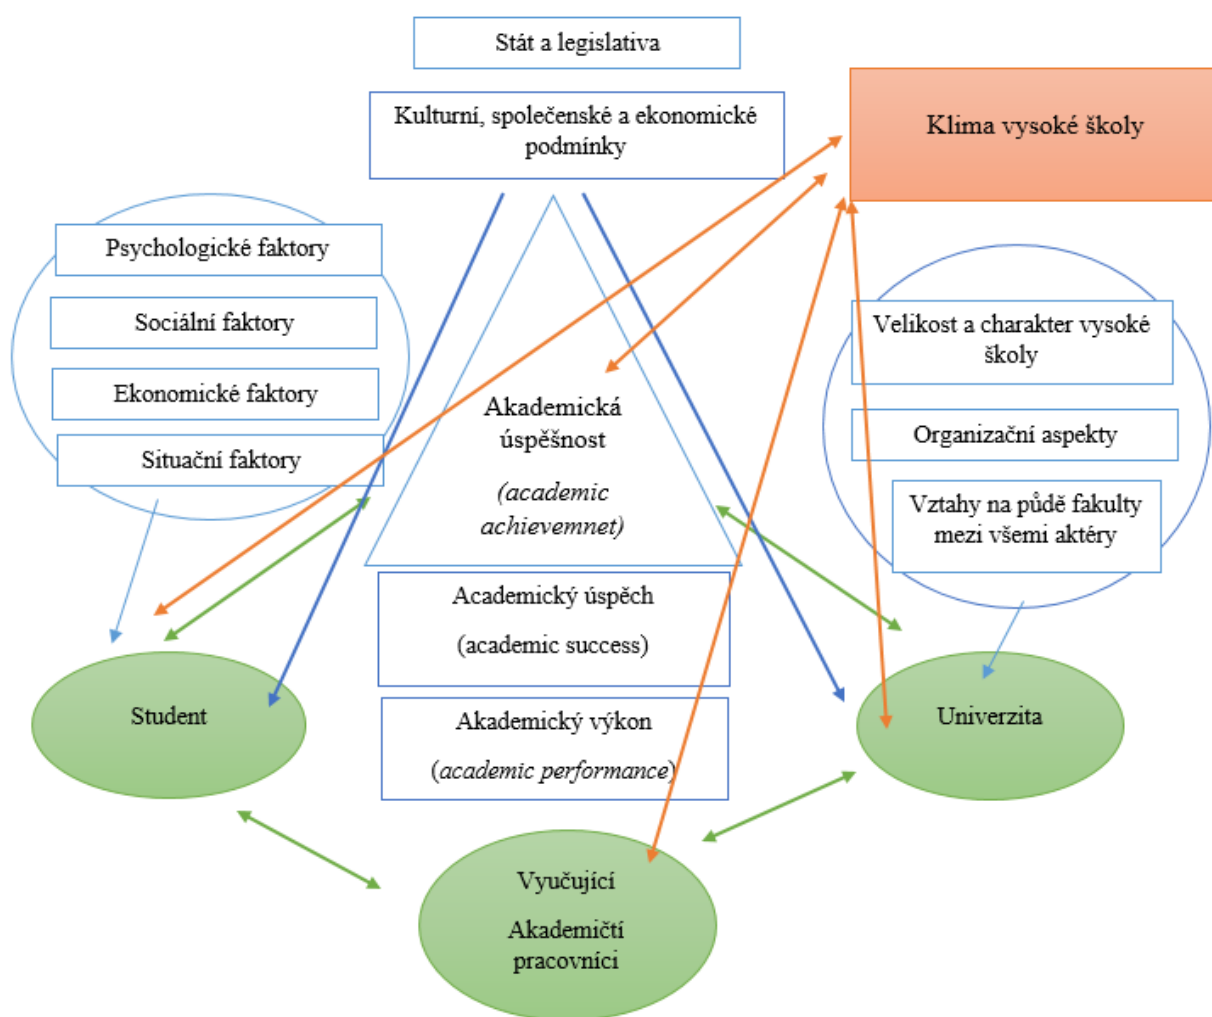 Stát a legislativa
Kulturní, společenské a ekonomické
podmínky
Klima vysoké školy
Psychologické faktory
Sociální faktory
Ekonomické faktory
Situační faktory
Velikost a charakter vysoké
školy
Organizační aspekty
Vztahy na půdě fakulty
mezi všemi aktéry
Akademická
úspěšnost
(academic
achievemnet)
Academický úspěch
(academic success)
Akademický výkon
(academic performance)
Student
Univerzita
Vyučující
Akademičtí
pracovníci